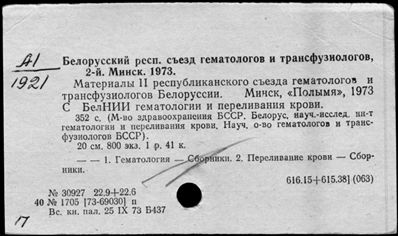 А1
1921
Белорусский респ. съезд гематологов и трансфузиологов,
2-й. Минск. 1973.
Материалы II республиканского съезда гематологов и
трансфузиологов Белоруссии. Минск, «Полымя», 1973
С БелНИИ гематологии и переливания крови.
352 с. (М-во здравоохранения БССР. Белорус. науч.-исслед. ин-т
гематологии и переливания крови. Науч. о-во гематологов и транс-
фузиологов БССР).
20 см. 800 экз. 1 р. 41 к.
— — 1. Гематология — Сборники. 2. Переливание крови — Сбор-
ники.
616.15+615.38] (063)
№ 30927 22.9+22.6
40 № 1705 [73-69030] п
Вс. кн. пал. 25 IX 73 Б437
П